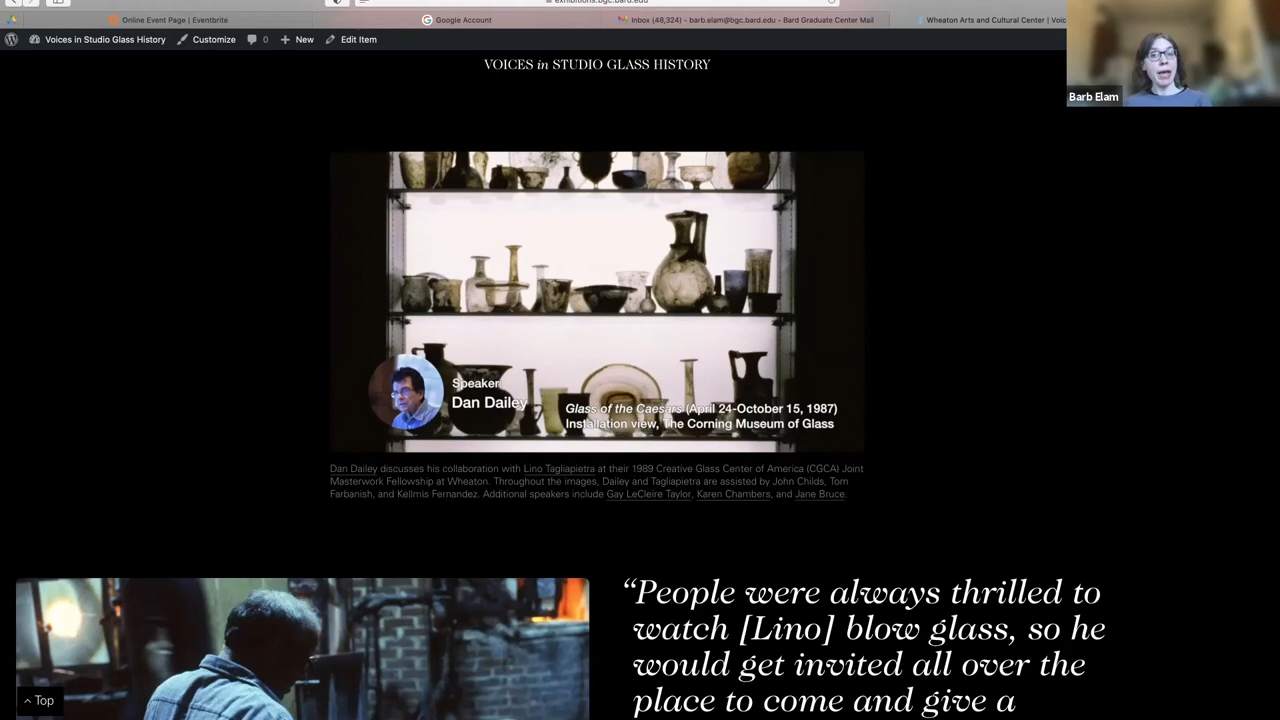 exhibitions.bgc.bard.edu
Online Event Page | Eventbrite
Google Account
Inbox (48,324) – barb.elam@bgc.bard.edu – Bard Graduate Center Mail
Wheaton Arts and Cultural Center | Voic
Voices in Studio Glass History
Customize
0
New
Edit Item
VOICES in STUDIO GLASS HISTORY
Barb Elam
Speaker
Dan Dailey
Glass of the Caesars (April 24-October 15, 1987)
Installation view, The Corning Museum of Glass
Dan Dailey discusses his collaboration with Lino Tagliapietra at their 1989 Creative Glass Center of America (CGCA) Joint
Masterwork Fellowship at Wheaton. Throughout the images, Dailey and Tagliapietra are assisted by John Childs, Tom
Farbanish, and Kellmis Fernandez. Additional speakers include Gay LeCleire Taylor, Karen Chambers, and Jane Bruce.
“People were always thrilled to
watch [Lino] blow glass, so he
would get invited all over the
place to come and give a
Top